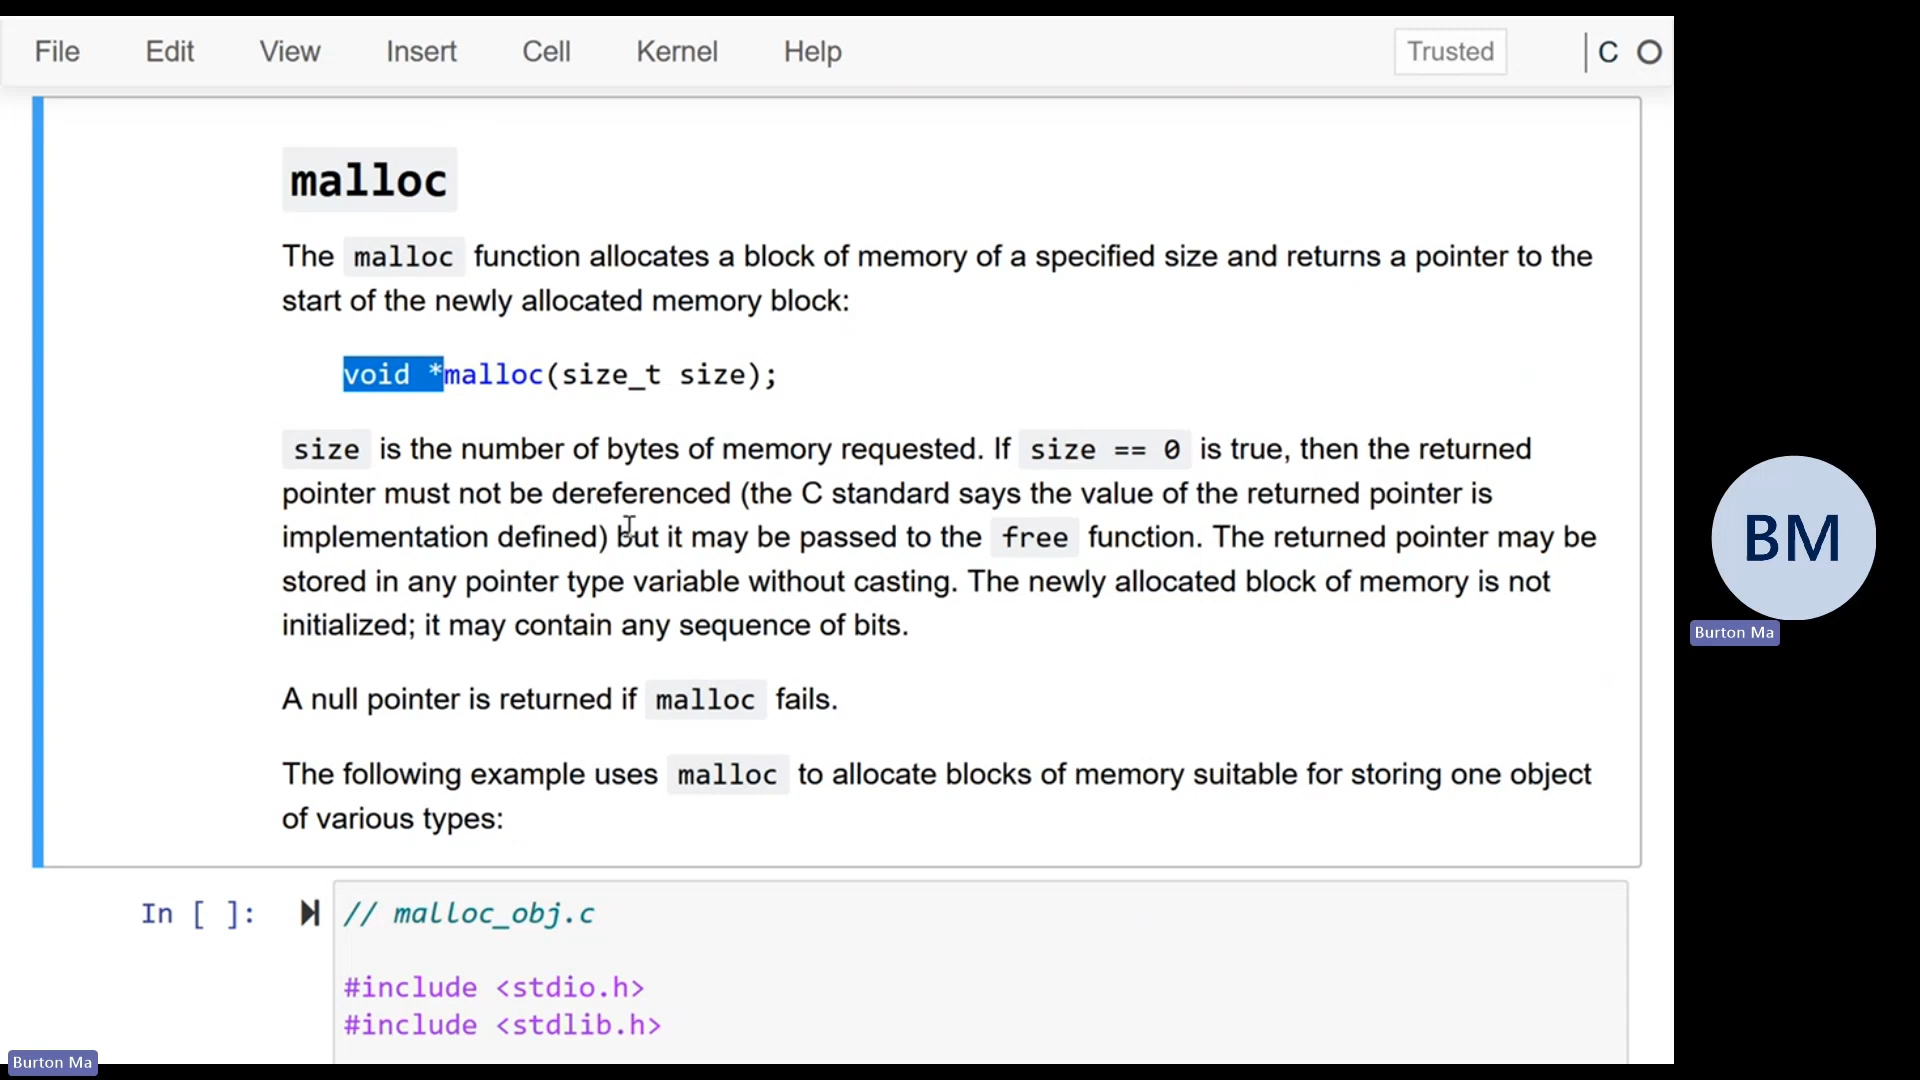 File Edit View Insert Cell Kernel Help Trusted C
malloc
The malloc function allocates a block of memory of a specified size and returns a pointer to the
start of the newly allocated memory block:
void *malloc(size_t size);
size is the number of bytes of memory requested. If size == 0 is true, then the returned
pointer must not be dereferenced (the C standard says the value of the returned pointer is
implementation defined) but it may be passed to the free function. The returned pointer may be
stored in any pointer type variable without casting. The newly allocated block of memory is not
initialized; it may contain any sequence of bits.
A null pointer is returned if malloc fails.
The following example uses malloc to allocate blocks of memory suitable for storing one object
of various types:
In [ ]: // malloc_obj.c
#include <stdio.h>
#include <stdlib.h>
BM
Burton Ma
Burton Ma